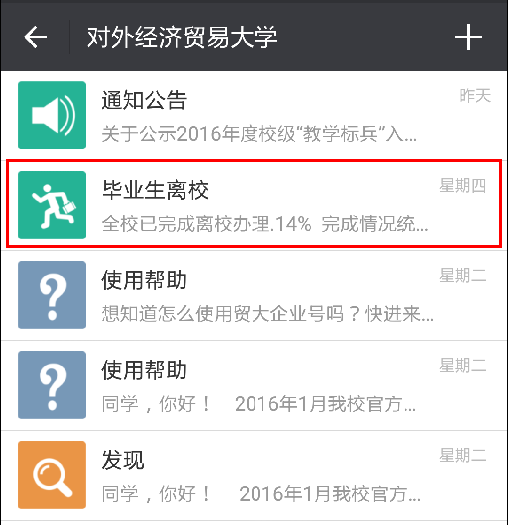 对外经济贸易大学
通知公告
昨天
关于公示2016年度校级“教学标兵”入...
毕业生离校
星期四
全校已完成离校办理.14% 完成情况统...
使用帮助
星期二
想知道怎么使用贸大企业号吗？快进来...
使用帮助
星期二
同学，你好！ 2016年1月我校官方...
发现
星期二
同学，你好！ 2016年1月我校官方...